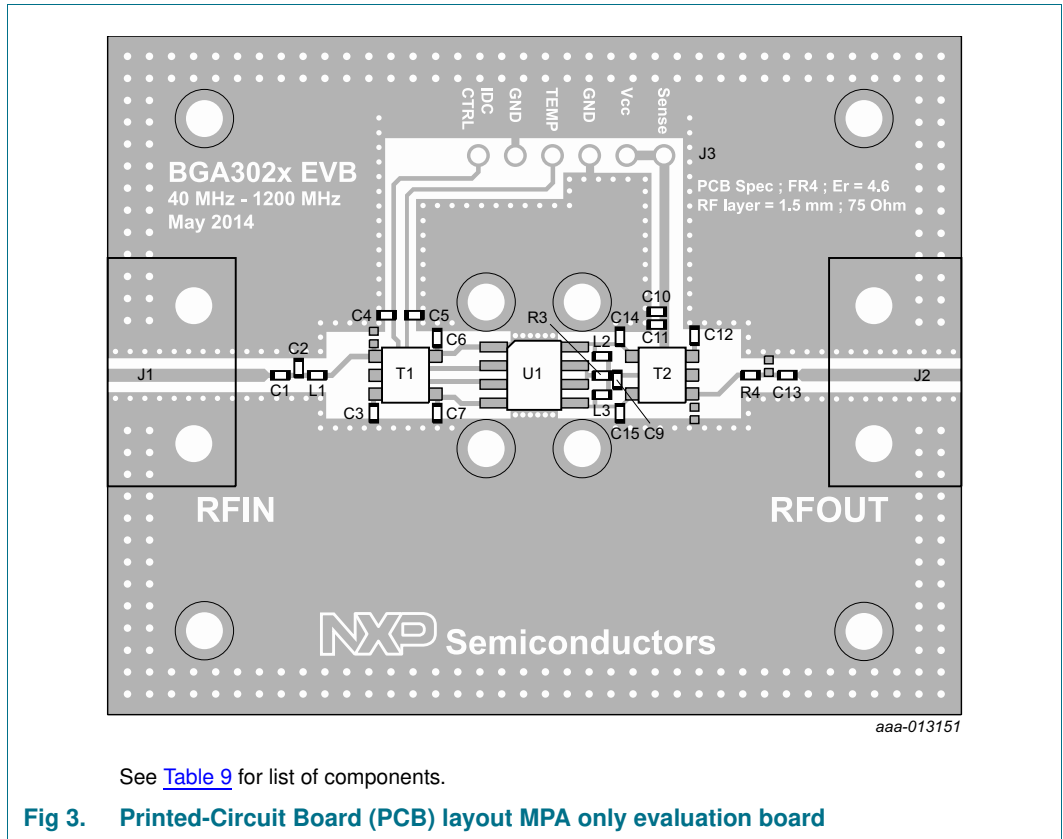 IDC
CTRL
GND
TEMP
GND
Vcc
Sense
J3
BGA302x EVB
40 MHz - 1200 MHz
May 2014
PCB Spec ; FR4 ; Er = 4.6
RF layer = 1.5 mm ; 75 Ohm
C10
C4
C5
R3
C14
C11
C12
C6
L2
C2
J1
T1
U1
T2
J2
C1
L1
R4
C13
C3
C7
L3
C15
C9
RFIN
RFOUT
NXP Semiconductors
aaa-013151
See Table 9 for list of components.
Fig 3. Printed-Circuit Board (PCB) layout MPA only evaluation board